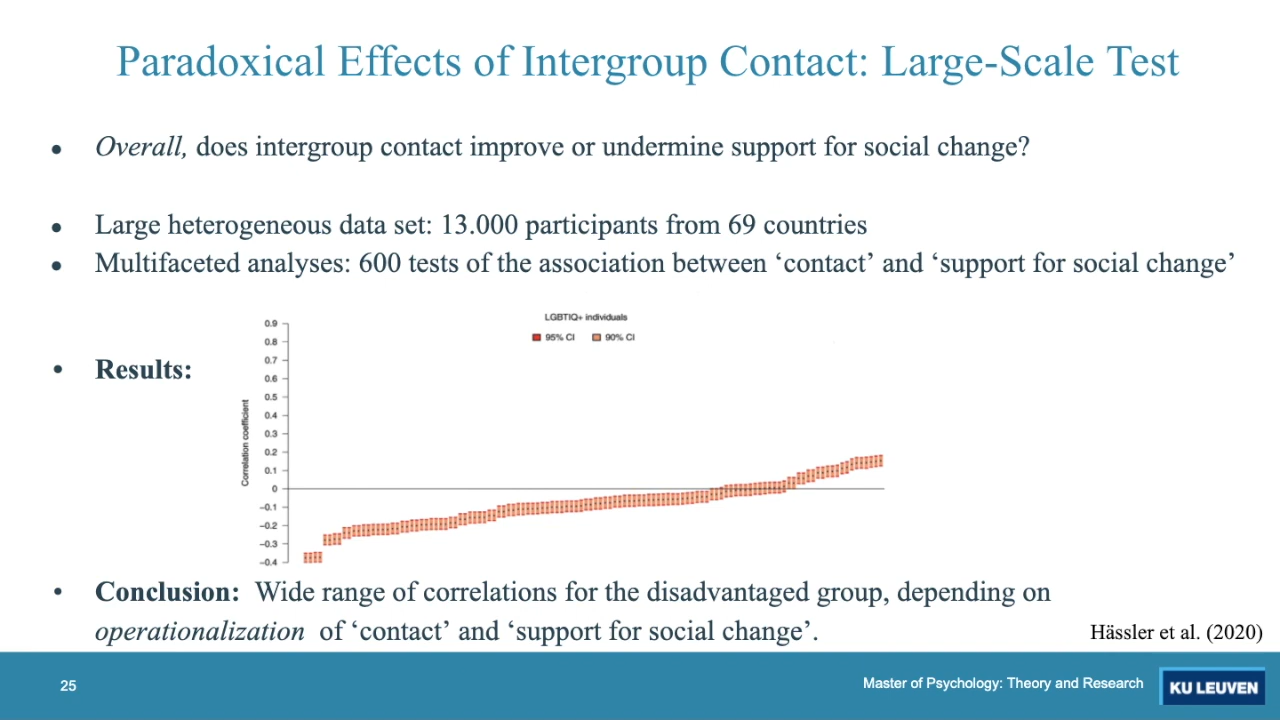 Paradoxical Effects of Intergroup Contact: Large-Scale Test
• Overall, does intergroup contact improve or undermine support for social change?
• Large heterogeneous data set: 13.000 participants from 69 countries
• Multifaceted analyses: 600 tests of the association between ‘contact’ and ‘support for social change’
• Results:
LGBTIQ+ individuals
95% CI 90% CI
Correlation coefficient
0.9
0.8
0.7
0.6
0.5
0.4
0.3
0.2
0.1
0
–0.1
–0.2
–0.3
–0.4
• Conclusion: Wide range of correlations for the disadvantaged group, depending on
operationalization of ‘contact’ and ‘support for social change’.
Hässler et al. (2020)
25
Master of Psychology: Theory and Research
KU LEUVEN